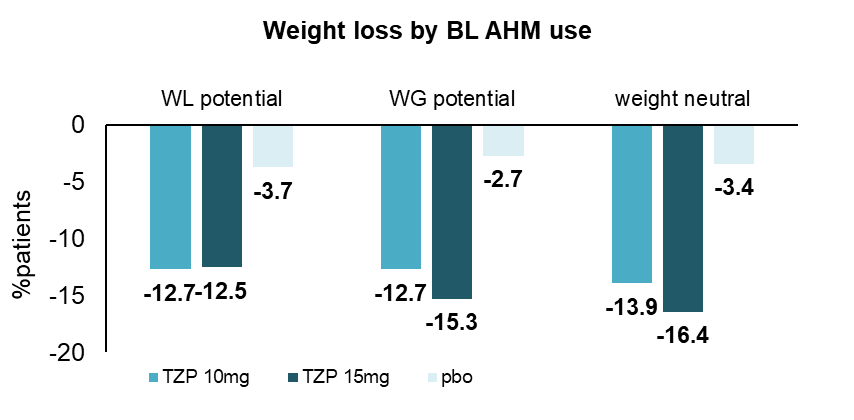 Weight loss by BL AHM use
WL potential WG potential weight neutral
0
-5
-10
-15
-20
%patients
-12.7 -12.5 -3.7
-12.7 -15.3 -2.7
-13.9 -16.4 -3.4
TZP 10mg TZP 15mg pbo